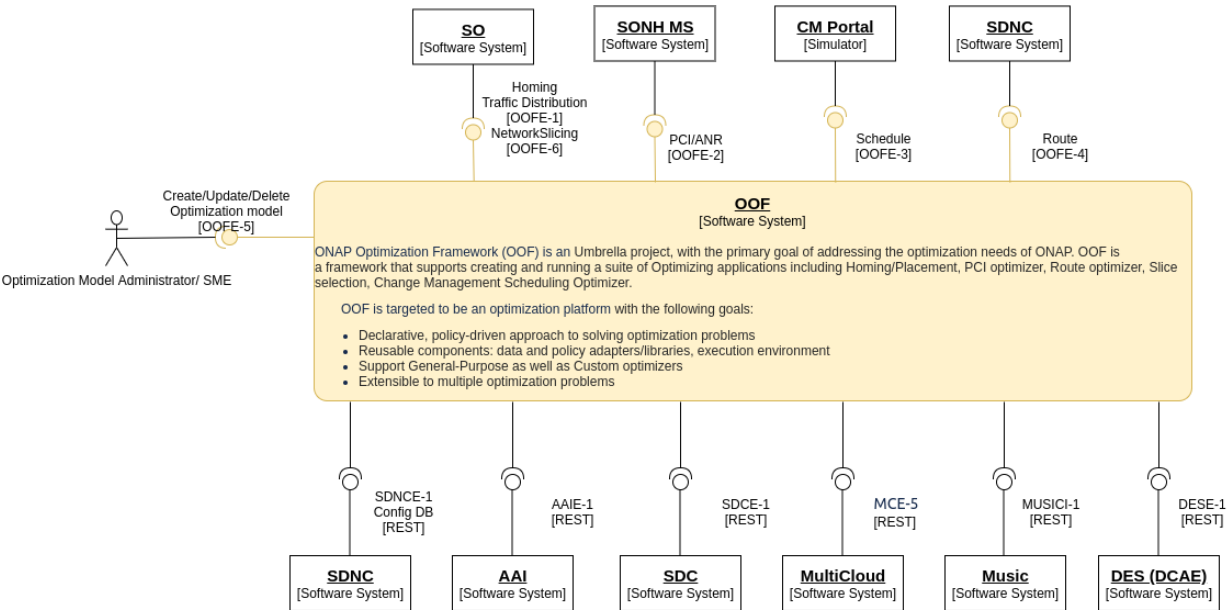 SO
[Software System]
SONH MS
[Software System]
CM Portal
[Simulator]
SDNC
[Software System]
Homing
Traffic Distribution
[OOFE-1]
NetworkSlicing
[OOFE-6]
PCI/ANR
[OOFE-2]
Schedule
[OOFE-3]
Route
[OOFE-4]
Create/Update/Delete
Optimization model
[OOFE-5]
Optimization Model Administrator/ SME
OOF
[Software System]
ONAP Optimization Framework (OOF) is an Umbrella project, with the primary goal of addressing the optimization needs of ONAP. OOF is
a framework that supports creating and running a suite of Optimizing applications including Homing/Placement, PCI optimizer, Route optimizer, Slice
selection, Change Management Scheduling Optimizer.
OOF is targeted to be an optimization platform with the following goals:
• Declarative, policy-driven approach to solving optimization problems
• Reusable components: data and policy adapters/libraries, execution environment
• Support General-Purpose as well as Custom optimizers
• Extensible to multiple optimization problems
SDNCE-1
Config DB
[REST]
AAIE-1
[REST]
SDCE-1
[REST]
MCE-5
[REST]
MUSICI-1
[REST]
DESE-1
[REST]
SDNC
[Software System]
AAI
[Software System]
SDC
[Software System]
MultiCloud
[Software System]
Music
[Software System]
DES (DCAE)
[Software System]